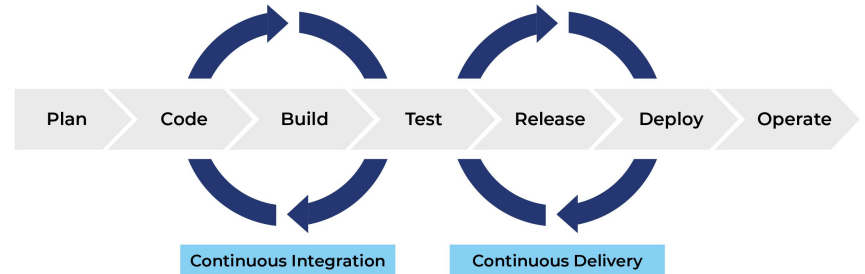 Plan Code Build Test Release Deploy Operate
Continuous Integration Continuous Delivery